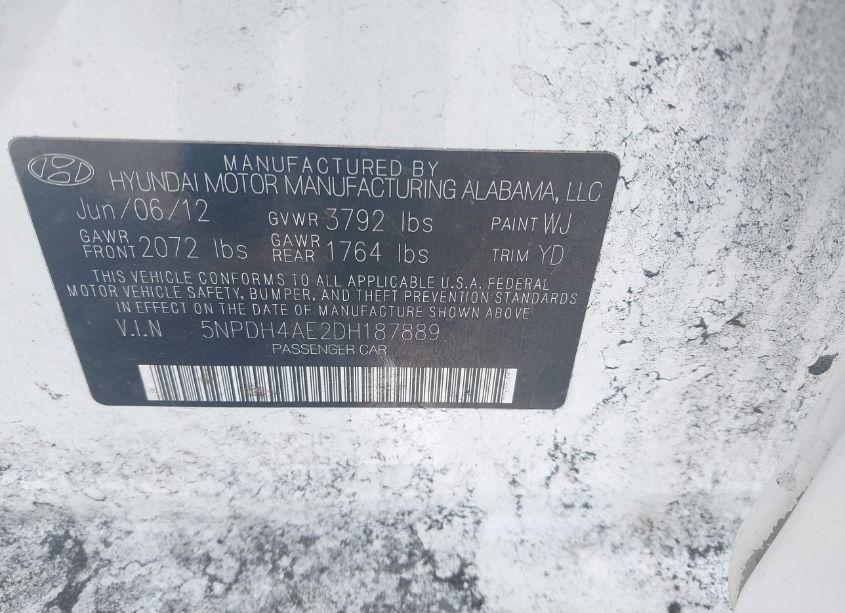 MANUFACTURED BY
HYUNDAI MOTOR MANUFACTURING ALABAMA, LLC
Jun/06/12 GVWR 3792 lbs PAINT WJ
GAWR FRONT 2072 lbs GAWR REAR 1764 lbs TRIM YD
THIS VEHICLE CONFORMS TO ALL APPLICABLE U.S.A. FEDERAL
MOTOR VEHICLE SAFETY, BUMPER, AND THEFT PREVENTION STANDARDS
IN EFFECT ON THE DATE OF MANUFACTURE SHOWN ABOVE
V.I.N 5NPDH4AE2DH187889
PASSENGER CAR